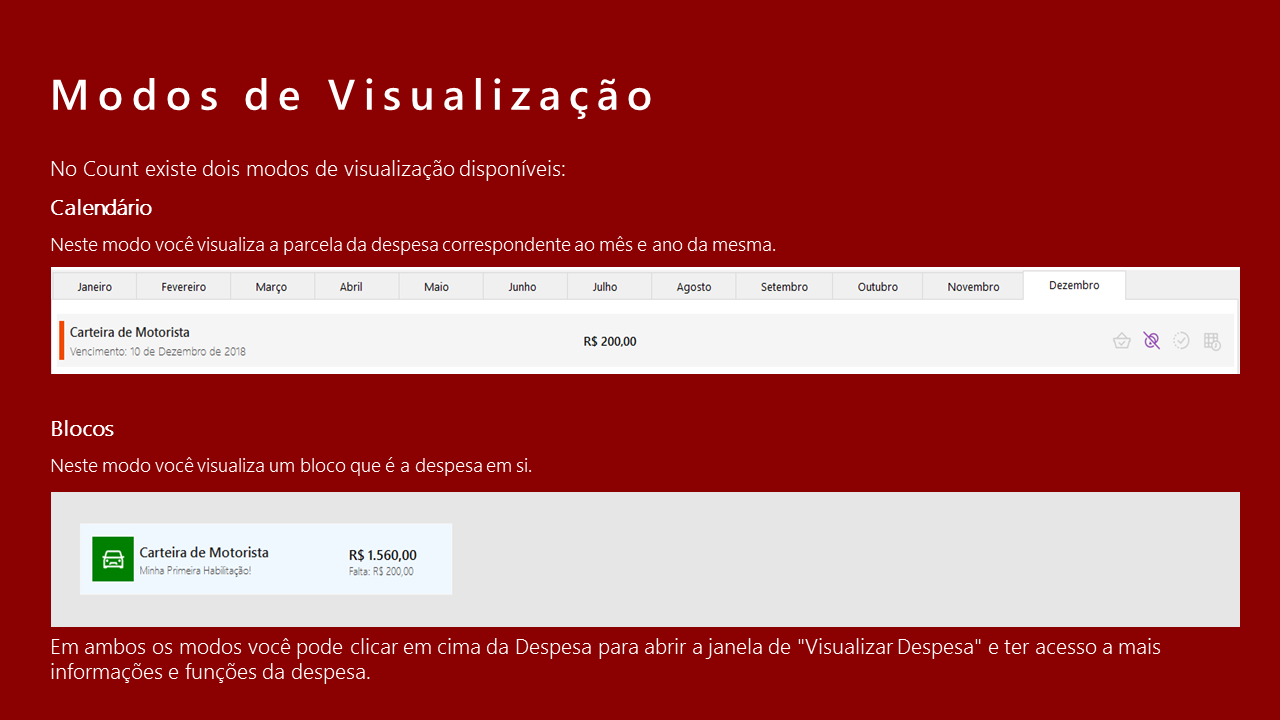 Modos de Visualização
No Count existe dois modos de visualização disponíveis:
Calendário
Neste modo você visualiza a parcela da despesa correspondente ao mês e ano da mesma.
Janeiro Fevereiro Março Abril Maio Junho Julho Agosto Setembro Outubro Novembro Dezembro
Carteira de Motorista
R$ 200,00
Vencimento: 10 de Dezembro de 2018
Blocos
Neste modo você visualiza um bloco que é a despesa em si.
Carteira de Motorista R$ 1.560,00
Minha Primeira Habilitação! Falta: R$ 200,00
Em ambos os modos você pode clicar em cima da Despesa para abrir a janela de "Visualizar Despesa" e ter acesso a mais
informações e funções da despesa.